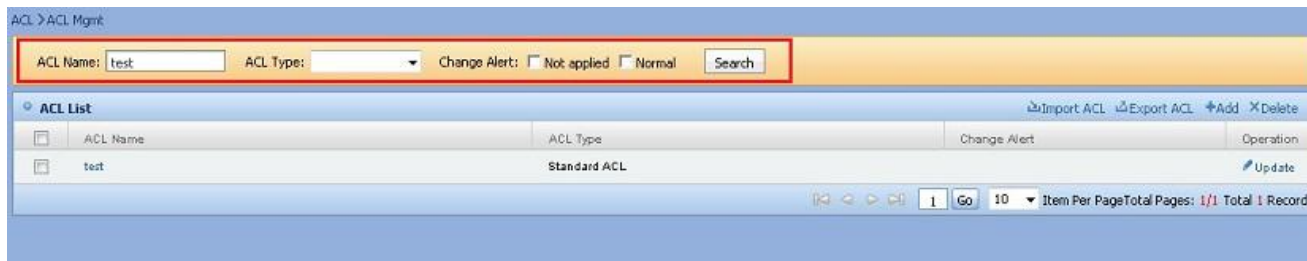 ACL > ACL Mgmt
ACL Name: test ACL Type: Change Alert: Not applied Normal Search
ACL List Import ACL Export ACL Add Delete
ACL Name ACL Type Change Alert Operation
test Standard ACL Update
1 Go 10 Item Per PageTotal Pages: 1/1 Total 1 Record